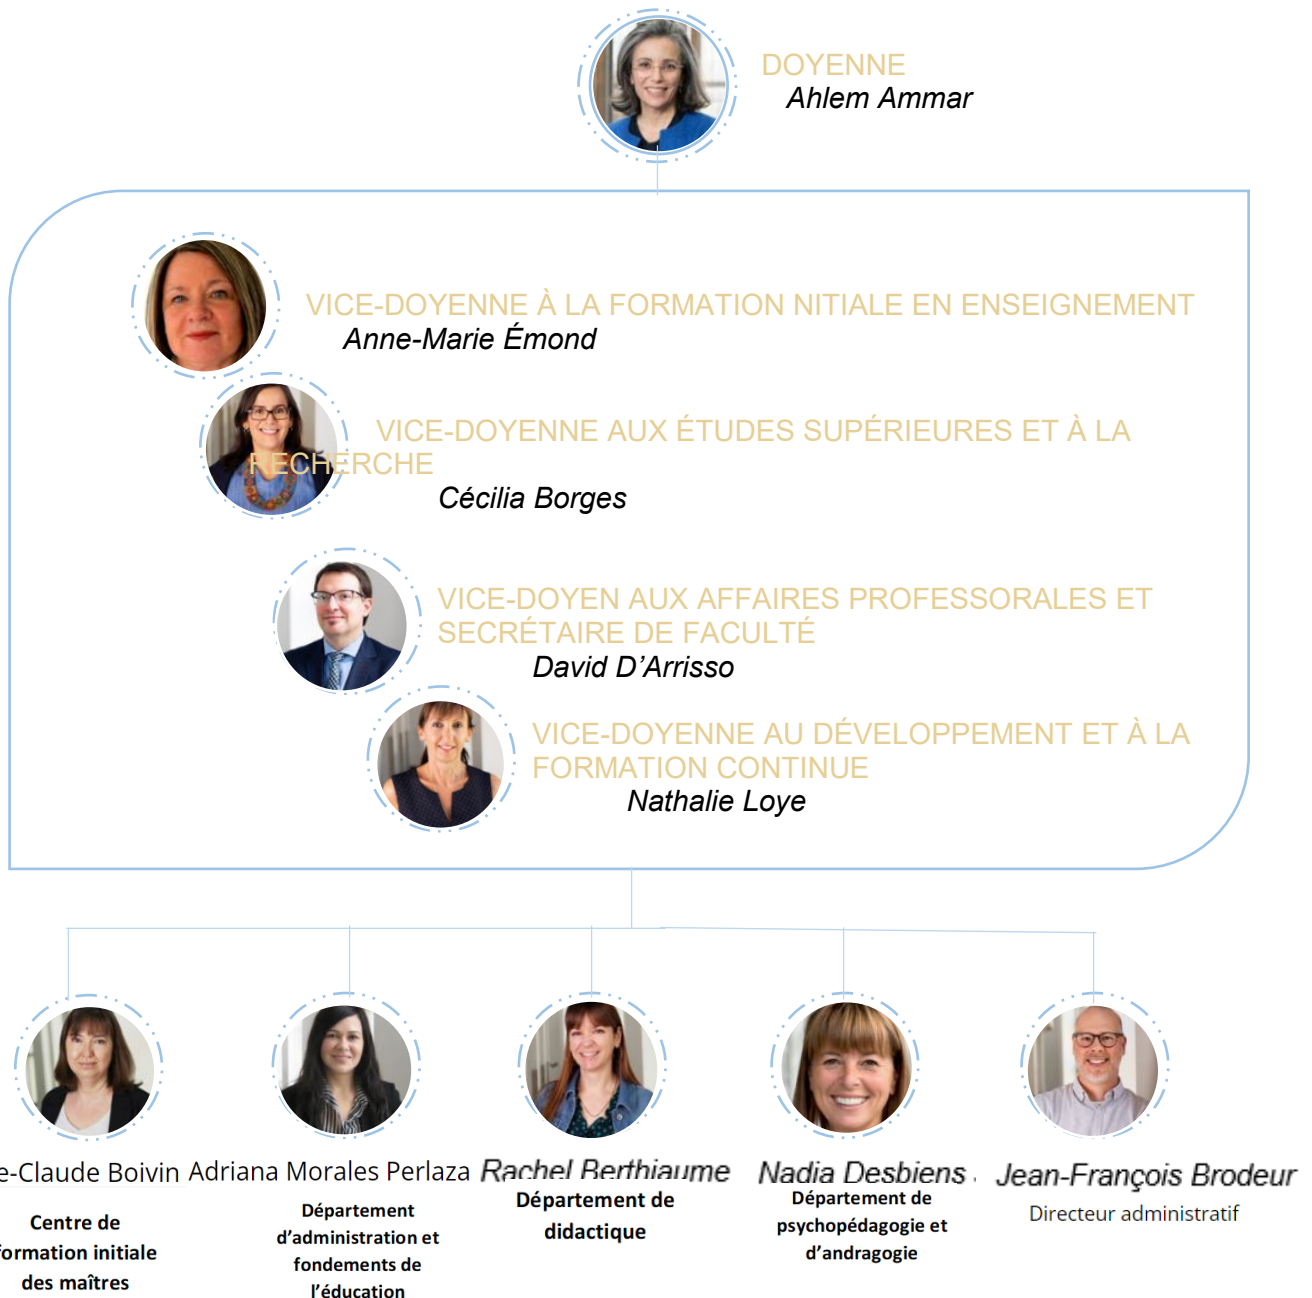 DOYENNE
Ahlem Ammar
VICE-DOYENNE À LA FORMATION NITIALE EN ENSEIGNEMENT
Anne-Marie Émond
VICE-DOYENNE AUX ÉTUDES SUPÉRIEURES ET À LA
RECHERCHE
Cécilia Borges
VICE-DOYEN AUX AFFAIRES PROFESSORALES ET
SECRÉTAIRE DE FACULTÉ
David D’Arrisso
VICE-DOYENNE AU DÉVELOPPEMENT ET À LA
FORMATION CONTINUE
Nathalie Loye
e-Claude Boivin
Centre de
formation initiale
des maîtres
Adriana Morales Perlaza
Département
d’administration et
fondements de
l’éducation
Rachel Berthiaume
Département de
didactique
Nadia Desbiens
Département de
psychopédagogie et
d’andragogie
Jean-François Brodeur
Directeur administratif